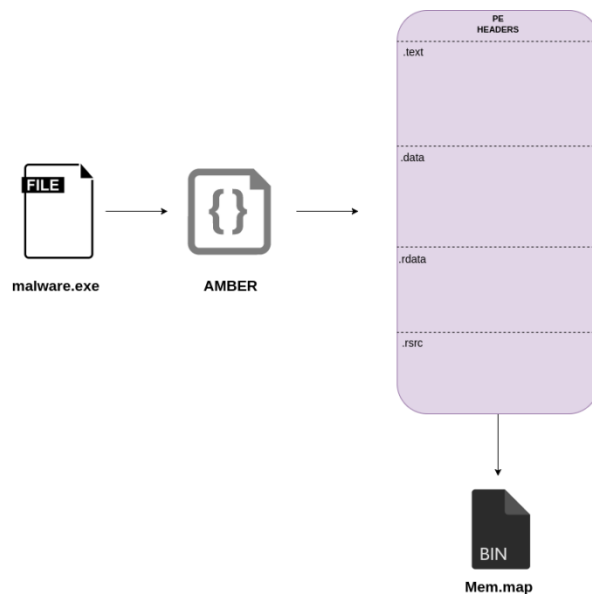 PE
HEADERS
.text
.data
.rdata
.rsrc
FILE
malware.exe
{}
AMBER
BIN
Mem.map